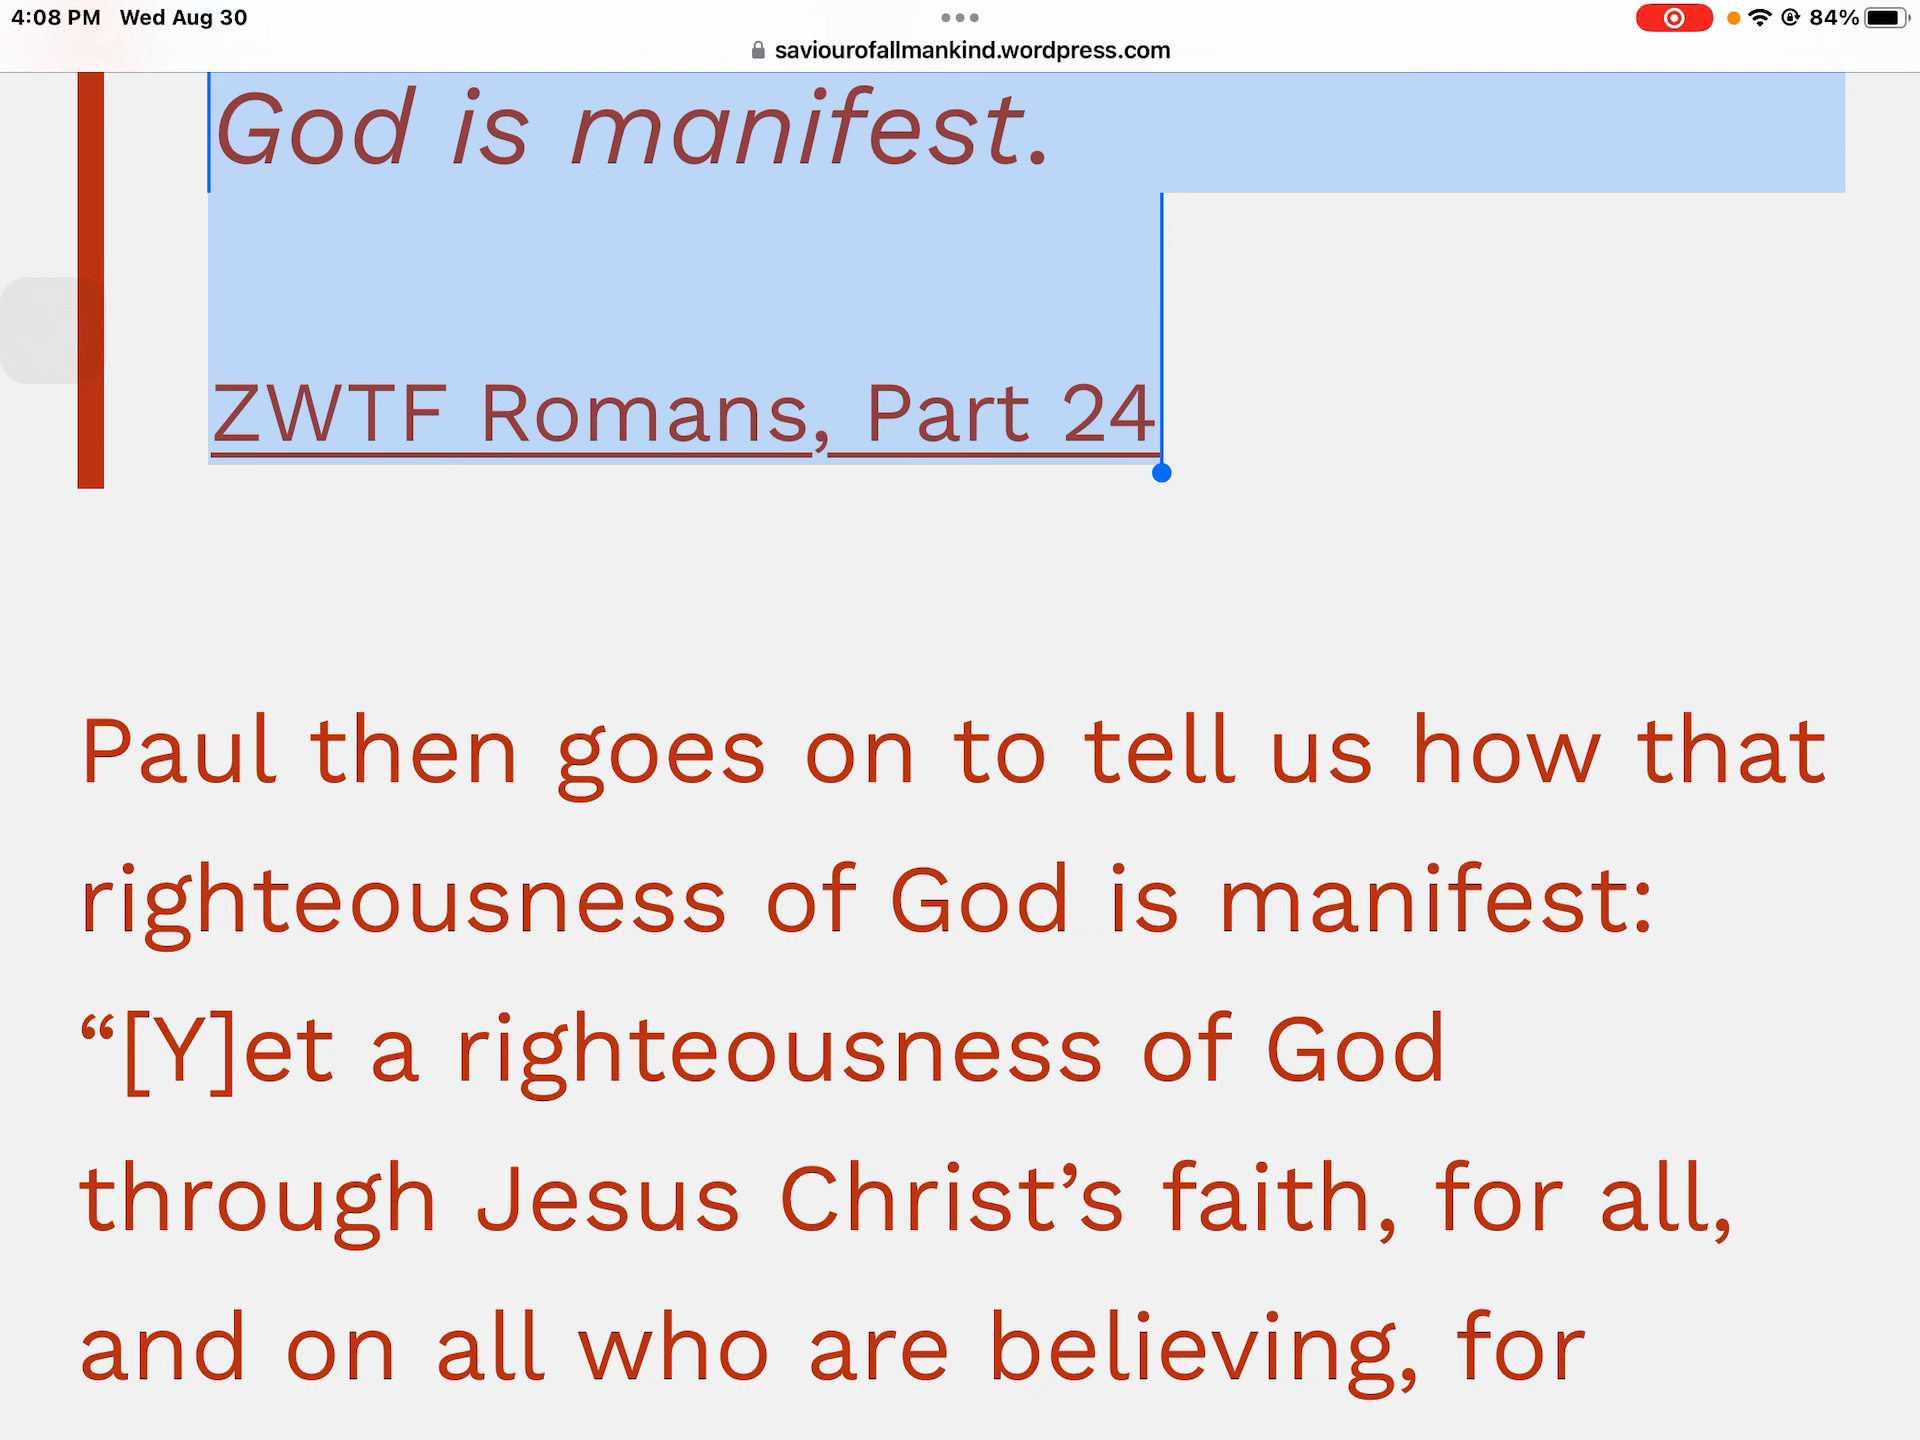 4:08 PM Wed Aug 30
84%
saviourofallmankind.wordpress.com
God is manifest.
ZWTF Romans, Part 24
Paul then goes on to tell us how that
righteousness of God is manifest:
“[Y]et a righteousness of God
through Jesus Christ’s faith, for all,
and on all who are believing, for